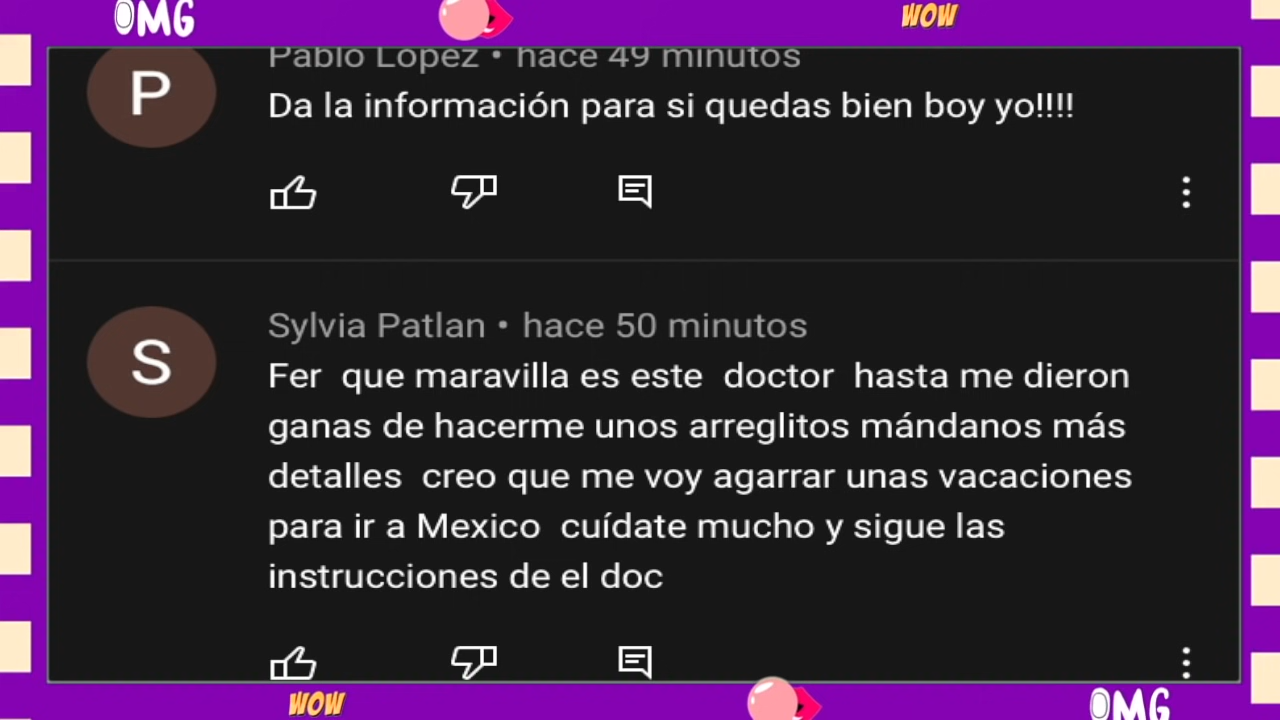 OMG
WOW
Pablo Lopez • hace 49 minutos
P
Da la información para si quedas bien boy yo!!!!
Sylvia Patlan • hace 50 minutos
S
Fer que maravilla es este doctor hasta me dieron
ganas de hacerme unos arreglitos mándanos más
detalles creo que me voy agarrar unas vacaciones
para ir a Mexico cuídate mucho y sigue las
instrucciones de el doc
WOW
OMG